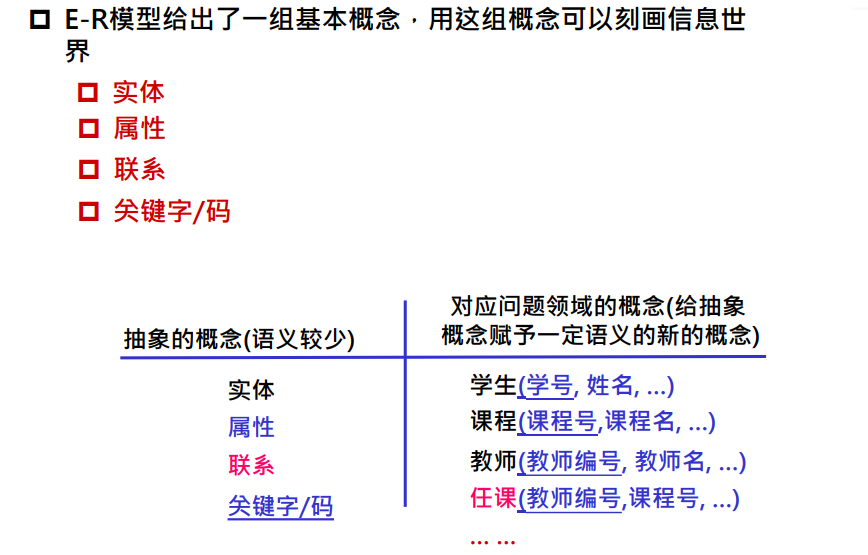 E-R模型给出了一组基本概念，用这组概念可以刻画信息世
界
实体
属性
联系
关键字/码
抽象的概念(语义较少)
对应问题领域的概念(给抽象
概念赋予一定语义的新的概念)
实体
属性
联系
关键字/码
学生(学号, 姓名, ...)
课程(课程号,课程名, ...)
教师(教师编号, 教师名, ...)
任课(教师编号,课程号, ...)
... ...